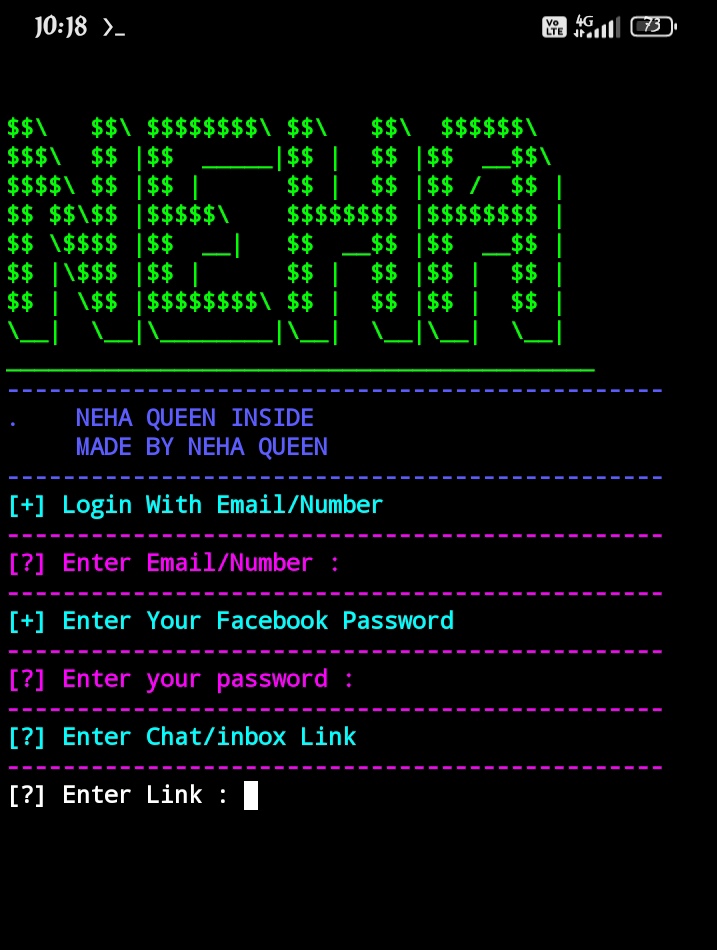 10:18 ❯_ Vo LTE 4G 73
$$\   $$\ $$$$$$$$\ $$\   $$\  $$$$$$\
$$$\  $$ |$$  _____|$$ |  $$ |$$  __$$\
$$$$\ $$ |$$ |      $$ |  $$ |$$ /  $$ |
$$ $$\$$ |$$$$$\    $$$$$$$$ |$$$$$$$$ |
$$ \$$$$ |$$  __|   $$  __$$ |$$  __$$ |
$$ |\$$$ |$$ |      $$ |  $$ |$$ |  $$ |
$$ | \$$ |$$$$$$$$\ $$ |  $$ |$$ |  $$ |
\__|  \__|\________|\__|  \__|\__|  \__|
__________________________________________
-----------------------------------------------
.    NEHA QUEEN INSIDE
     MADE BY NEHA QUEEN
-----------------------------------------------
[+] Login With Email/Number
-----------------------------------------------
[?] Enter Email/Number :
-----------------------------------------------
[+] Enter Your Facebook Password
-----------------------------------------------
[?] Enter your password :
-----------------------------------------------
[?] Enter Chat/inbox Link
-----------------------------------------------
[?] Enter Link :